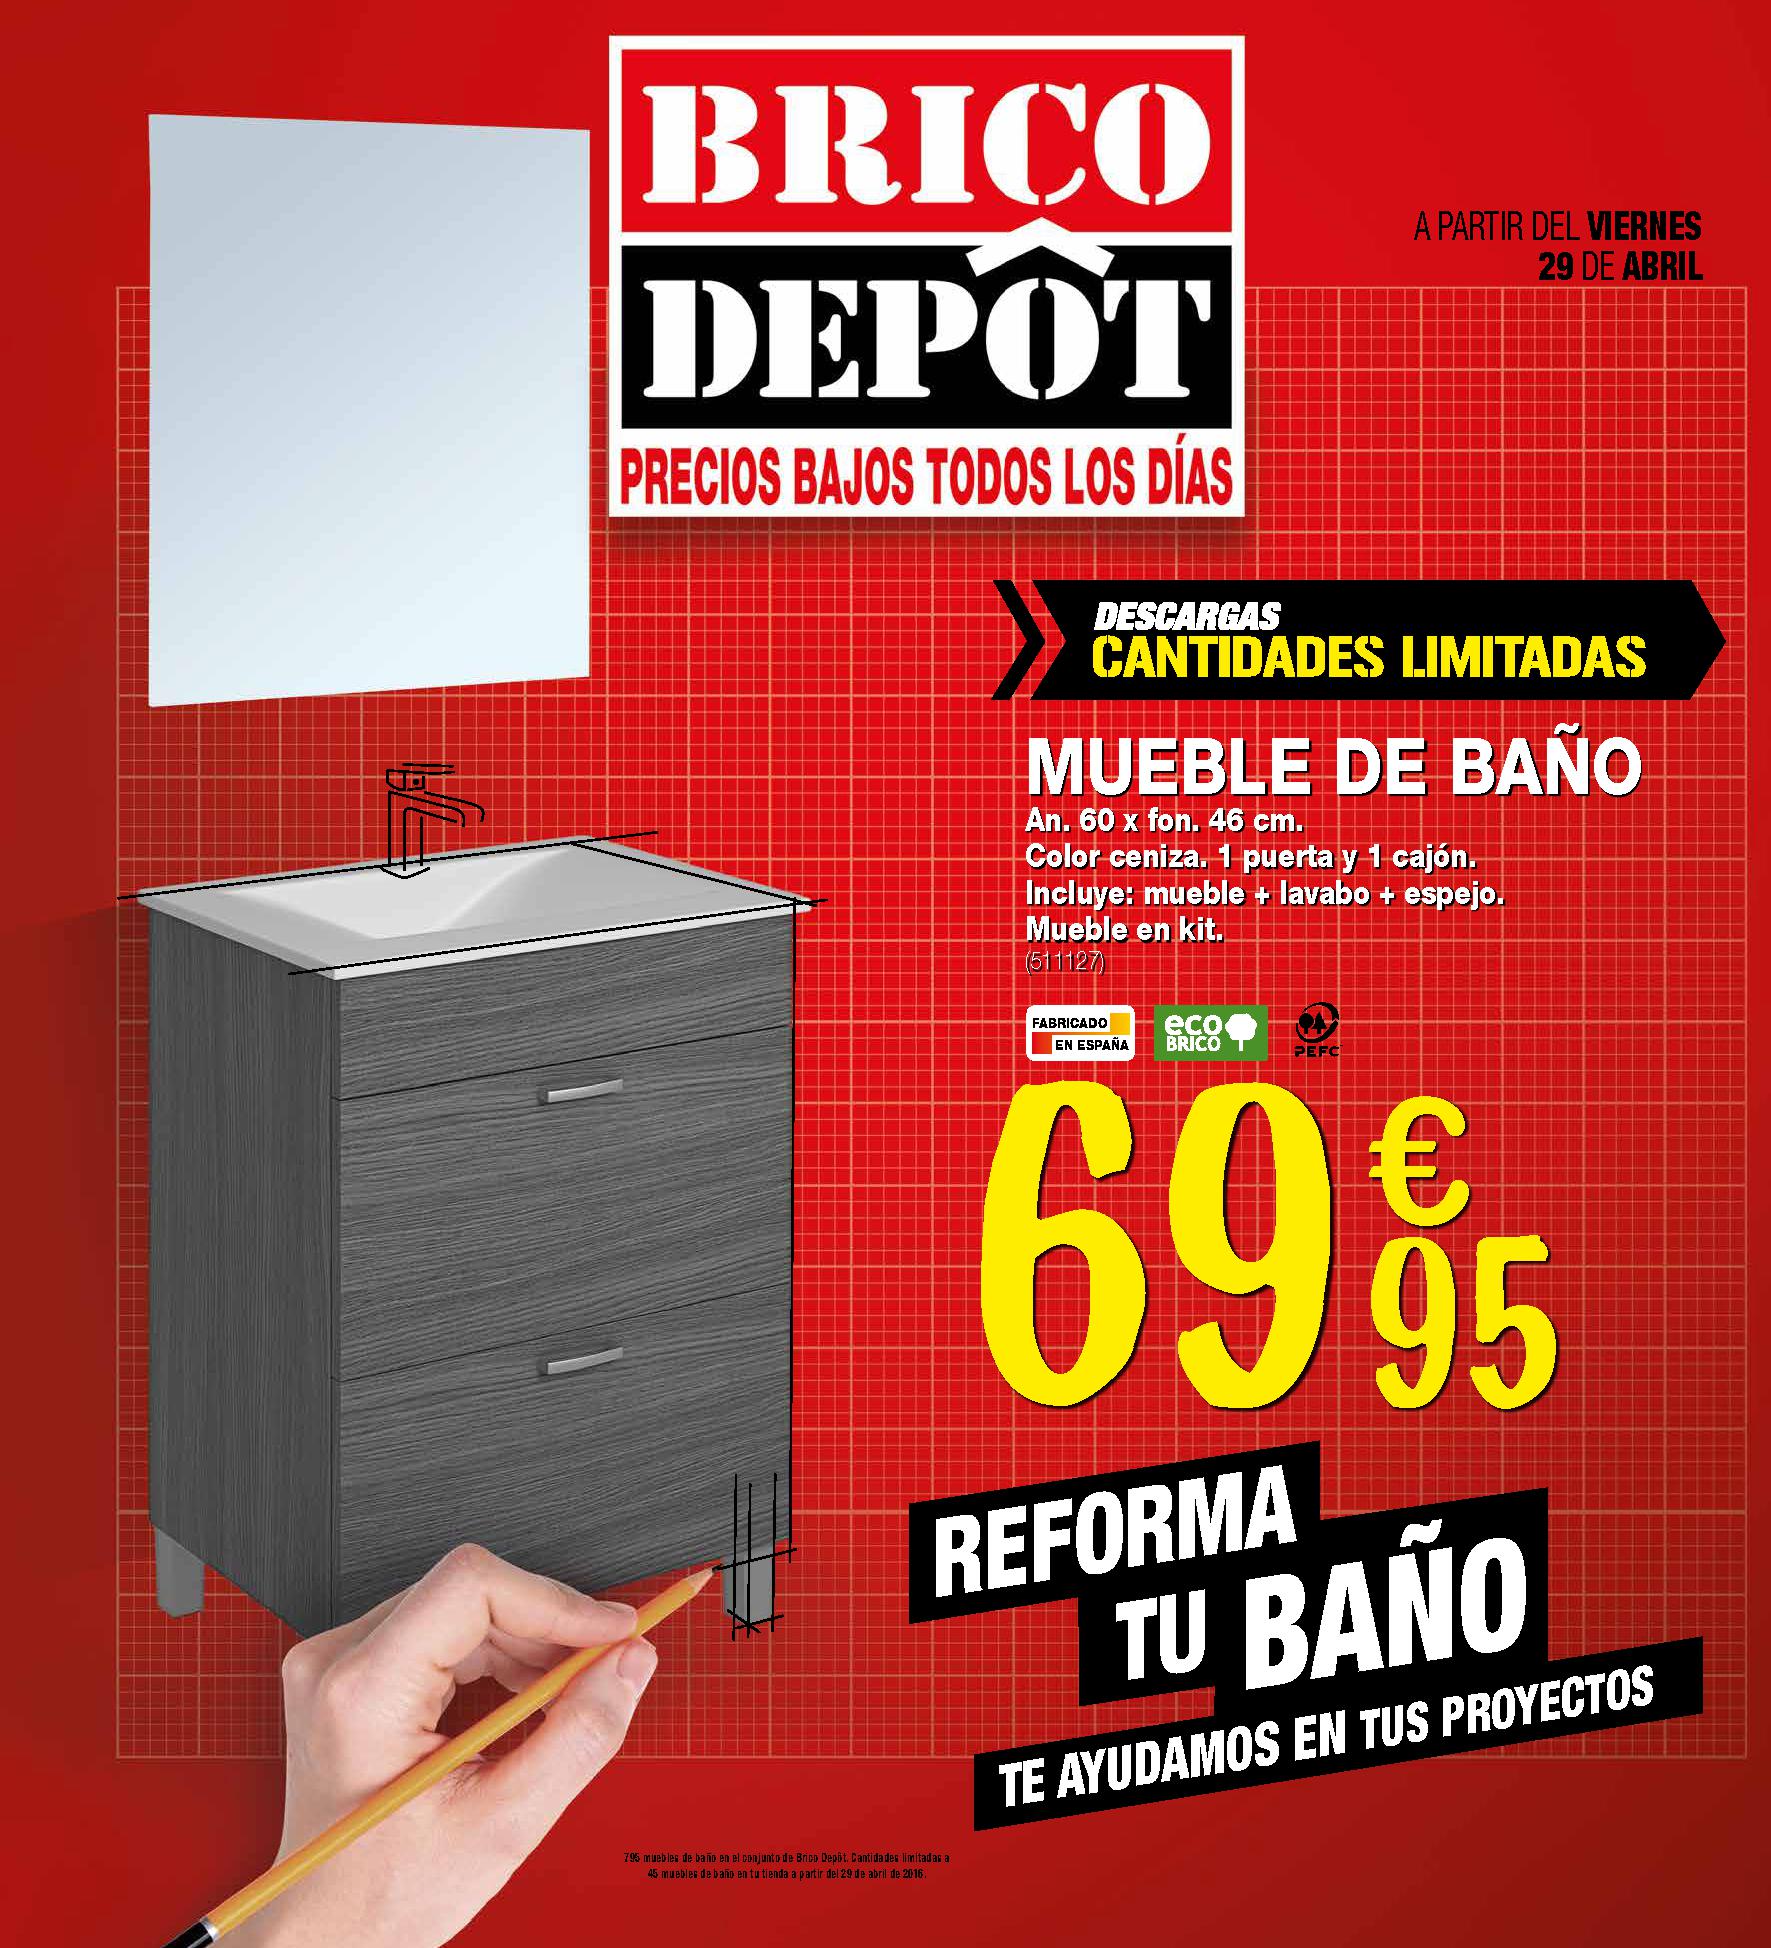 BRICO
DEPÔT
PRECIOS BAJOS TODOS LOS DÍAS
A PARTIR DEL VIERNES
29 DE ABRIL
DESCARGAS
CANTIDADES LIMITADAS
MUEBLE DE BAÑO
An. 60 x fon. 46 cm.
Color ceniza. 1 puerta y 1 cajón.
Incluye: mueble + lavabo + espejo.
Mueble en kit.
(511127)
FABRICADO
EN ESPAÑA
eco
BRICO
PEFC
69€
95
REFORMA
TU BAÑO
TE AYUDAMOS EN TUS PROYECTOS
795 muebles de baño en el conjunto de Brico Depôt. Cantidades limitadas a
45 muebles de baño en tu tienda a partir del 29 de abril de 2016.